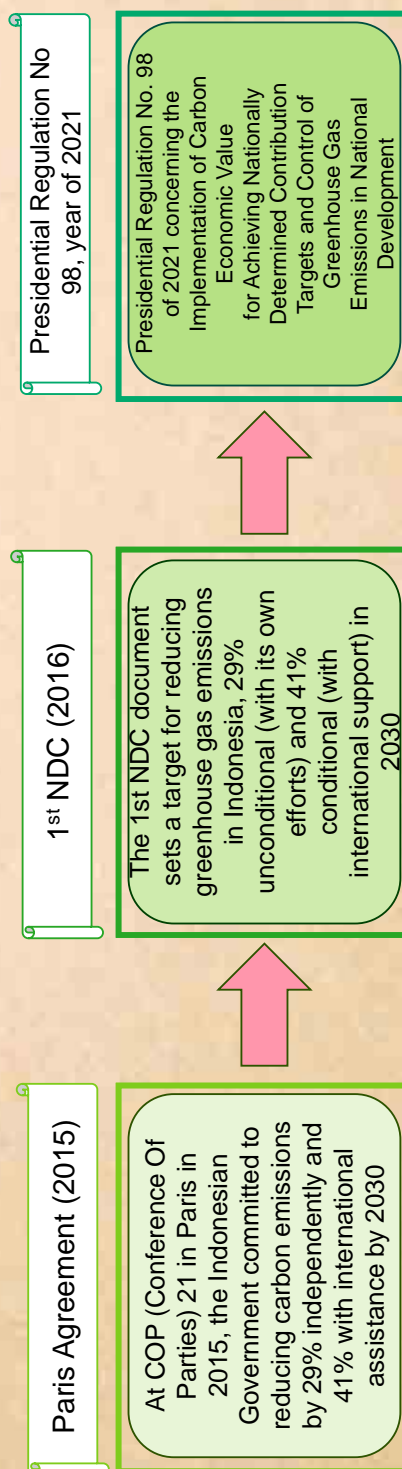 Paris Agreement (2015)
At COP (Conference Of
Parties) 21 in Paris in
2015, the Indonesian
Government committed to
reducing carbon emissions
by 29% independently and
41% with international
assistance by 2030
1st NDC (2016)
The 1st NDC document
sets a target for reducing
greenhouse gas emissions
in Indonesia, 29%
unconditional (with its own
efforts) and 41%
conditional (with
international support) in
2030
Presidential Regulation No
98, year of 2021
Presidential Regulation No. 98
of 2021 concerning the
Implementation of Carbon
Economic Value
for Achieving Nationally
Determined Contribution
Targets and Control of
Greenhouse Gas
Emissions in National
Development